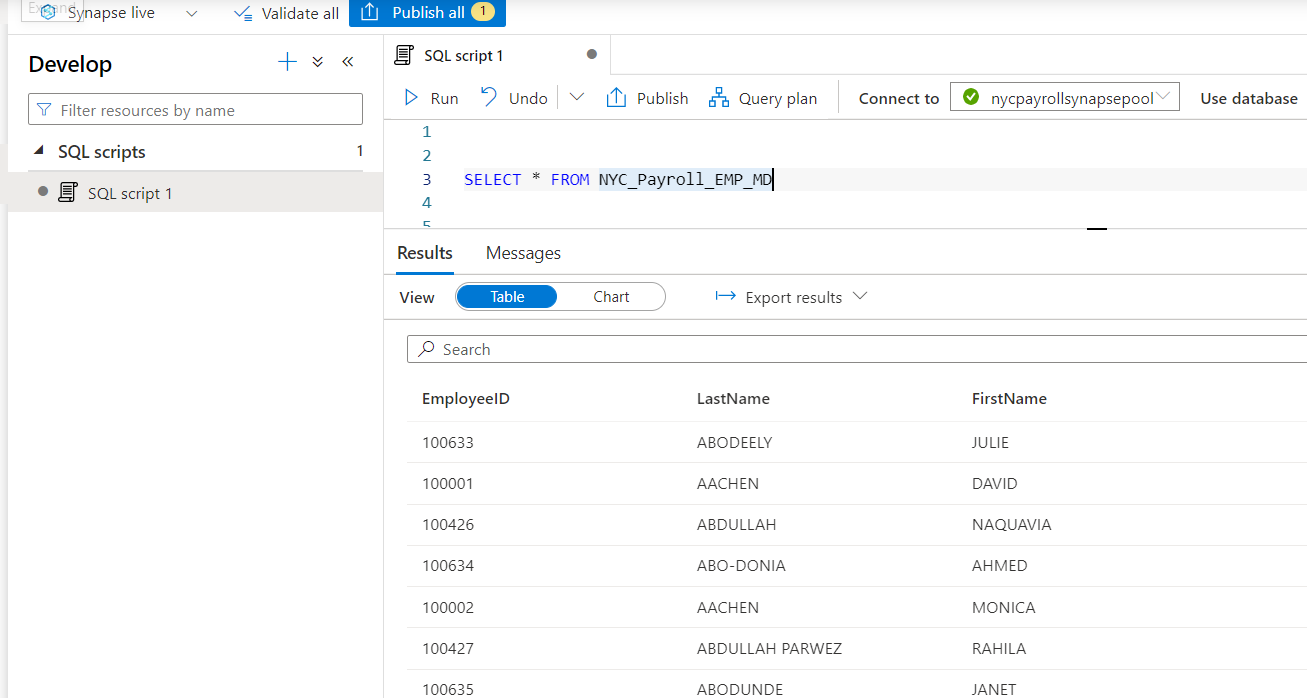 Expand
Synapse live Validate all Publish all 1
Develop
SQL script 1
Filter resources by name
Run Undo Publish Query plan Connect to nycpayrollsynapsepool Use database
SQL scripts 1
SQL script 1
1
2
3 SELECT * FROM NYC_Payroll_EMP_MD
4
5
Results Messages
View Table Chart Export results
Search
EmployeeID LastName FirstName
100633 ABODEELY JULIE
100001 AACHEN DAVID
100426 ABDULLAH NAQUAVIA
100634 ABO-DONIA AHMED
100002 AACHEN MONICA
100427 ABDULLAH PARWEZ RAHILA
100635 ABODUNDE JANET